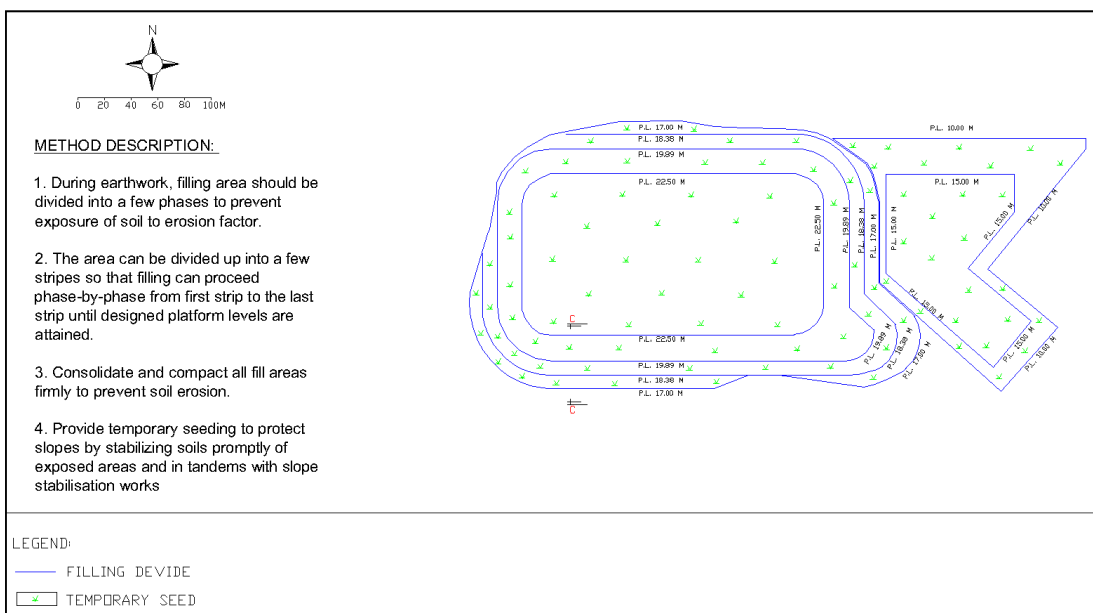 N
0 20 40 60 80 100M
METHOD DESCRIPTION:
1. During earthwork, filling area should be
divided into a few phases to prevent
exposure of soil to erosion factor.
2. The area can be divided up into a few
stripes so that filling can proceed
phase-by-phase from first strip to the last
strip until designed platform levels are
attained.
3. Consolidate and compact all fill areas
firmly to prevent soil erosion.
4. Provide temporary seeding to protect
slopes by stabilizing soils promptly of
exposed areas and in tandems with slope
stabilisation works
P.L. 17.00 M
P.L. 18.38 M
P.L. 19.89 M
P.L. 22.50 M
P.L. 22.50 M
P.L. 19.89 M
P.L. 18.38 M
P.L. 17.00 M
P.L. 15.00 M
P.L. 10.00 M
P.L. 15.00 M
P.L. 15.00 M
P.L. 10.00 M
P.L. 15.00 M
P.L. 15.00 M
P.L. 10.00 M
C
P.L. 22.50 M
P.L. 19.89 M
P.L. 18.38 M
P.L. 17.00 M
P.L. 19.89 M
P.L. 18.38 M
P.L. 17.00 M
C
LEGEND:
FILLING DEVIDE
TEMPORARY SEED